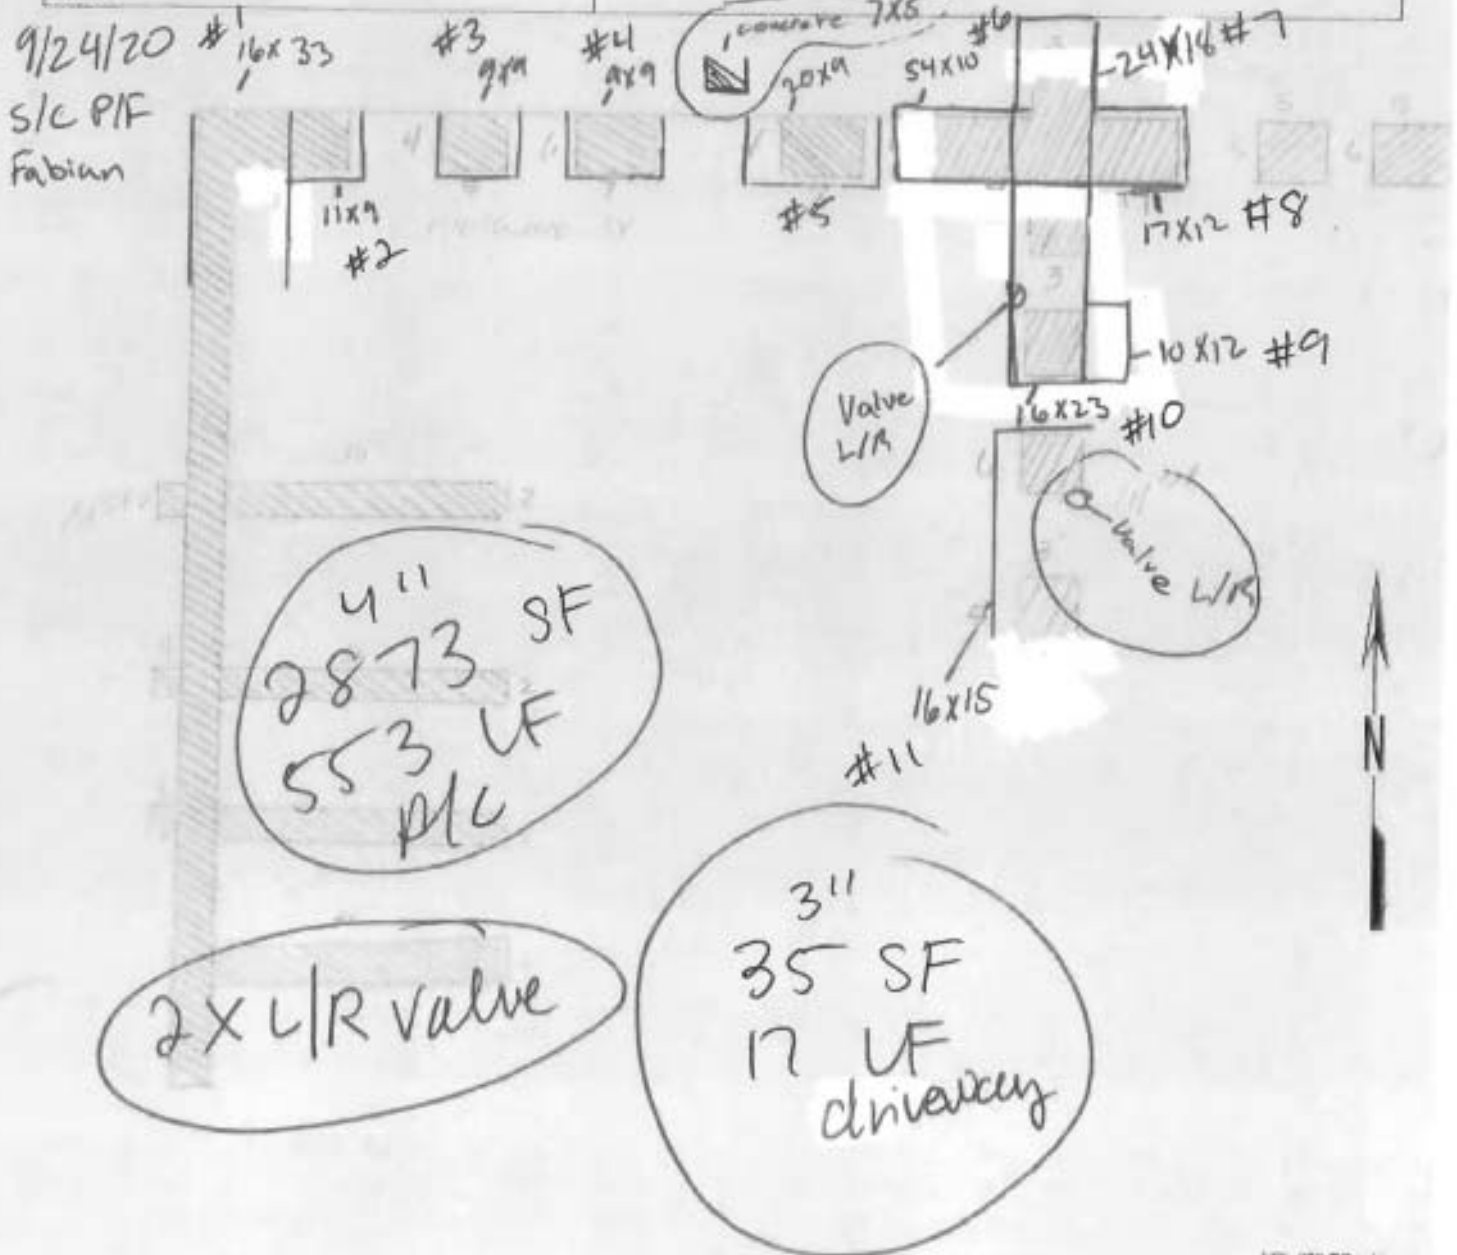 9/24/20
S/C P/F
Fabian
#1
16x33
#3
9x9
#4
9x9
concrete 7x5
20x9
54x10
#6
24x18 #7
11x9
#2
#5
17x12 #8
3
10x12 #9
Valve
L/R
16x23
#10
Valve L/R
16x15
#11
4"
2873 SF
553 LF
P/C
2X L/R Valve
3"
35 SF
17 LF
driveway
N